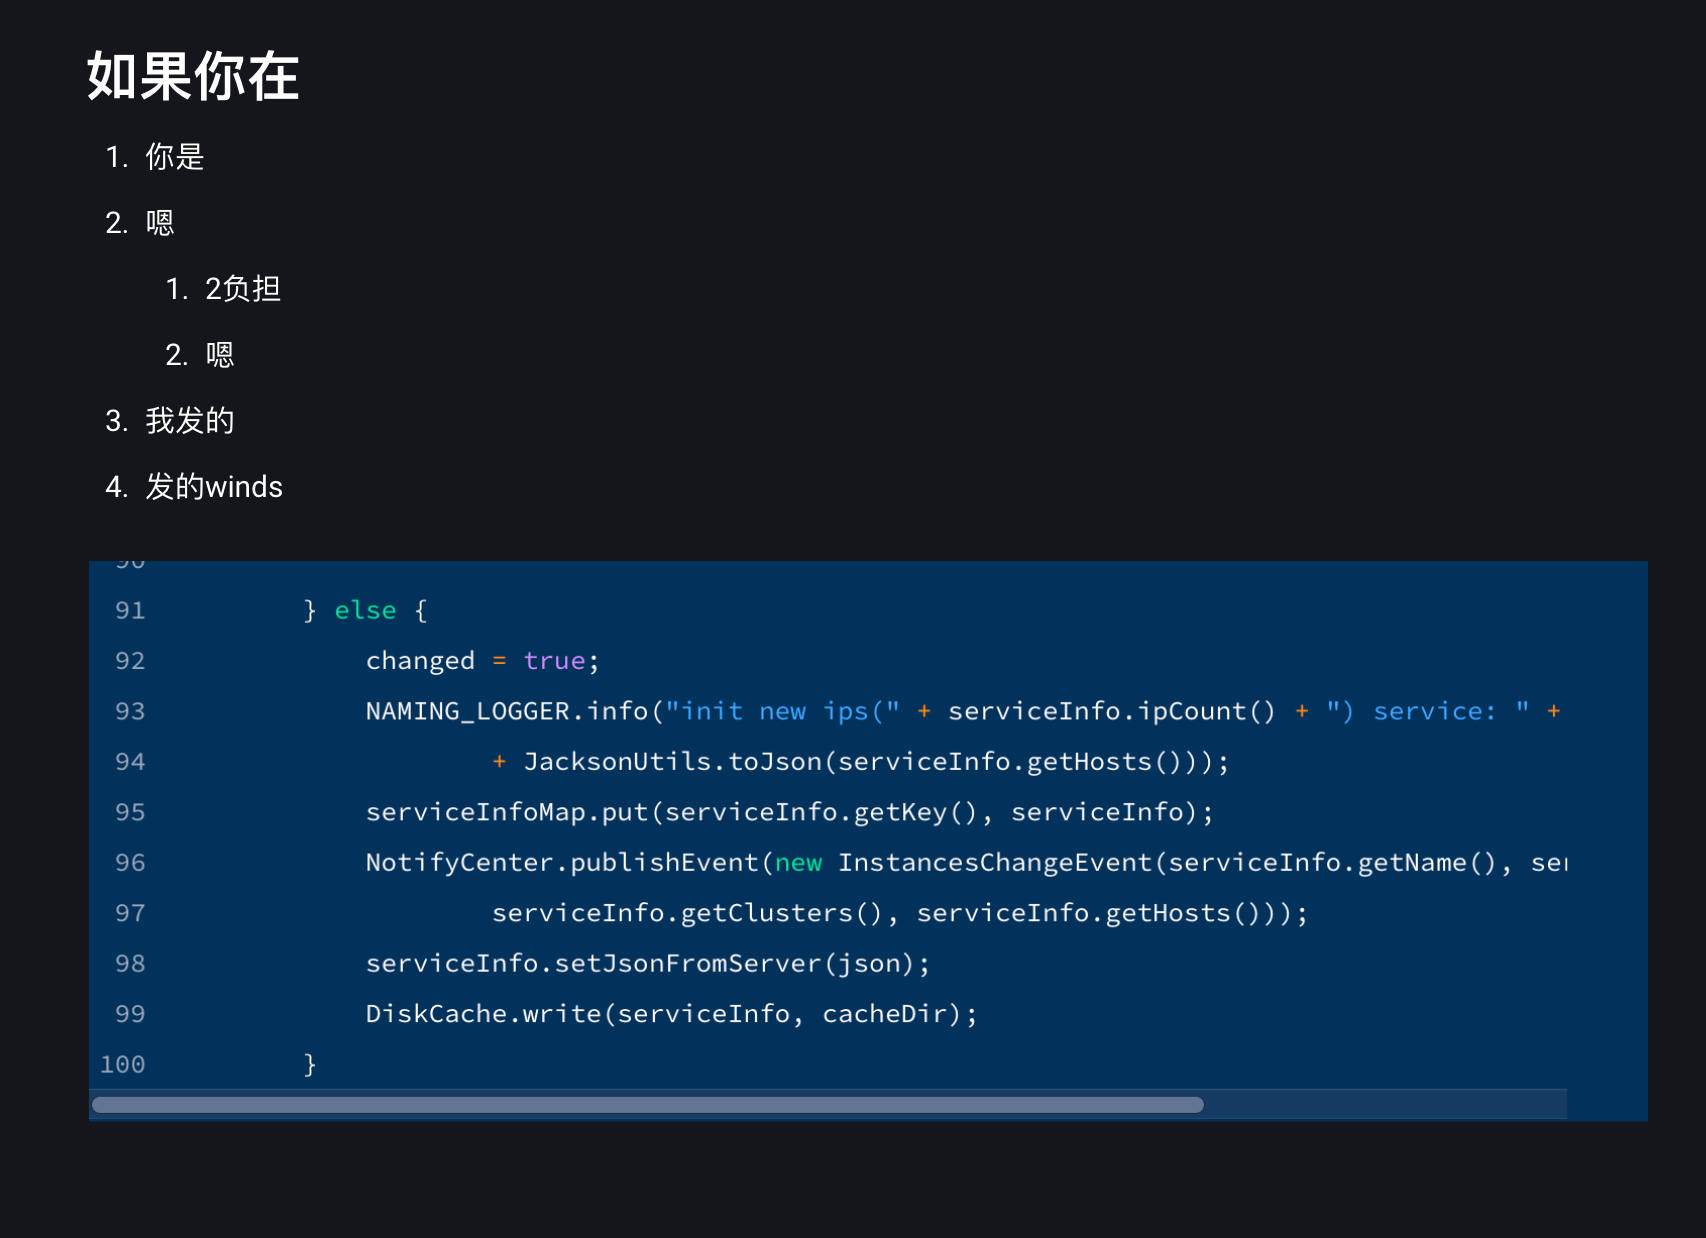 如果你在
1. 你是
2. 嗯
1. 2负担
2. 嗯
3. 我发的
4. 发的winds
90
91 } else {
92 changed = true;
93 NAMING_LOGGER.info("init new ips(" + serviceInfo.ipCount() + ") service: " +
94 + JacksonUtils.toJson(serviceInfo.getHosts()));
95 serviceInfoMap.put(serviceInfo.getKey(), serviceInfo);
96 NotifyCenter.publishEvent(new InstancesChangeEvent(serviceInfo.getName(),
97 serviceInfo.getClusters(), serviceInfo.getHosts()));
98 serviceInfo.setJsonFromServer(json);
99 DiskCache.write(serviceInfo, cacheDir);
100 }